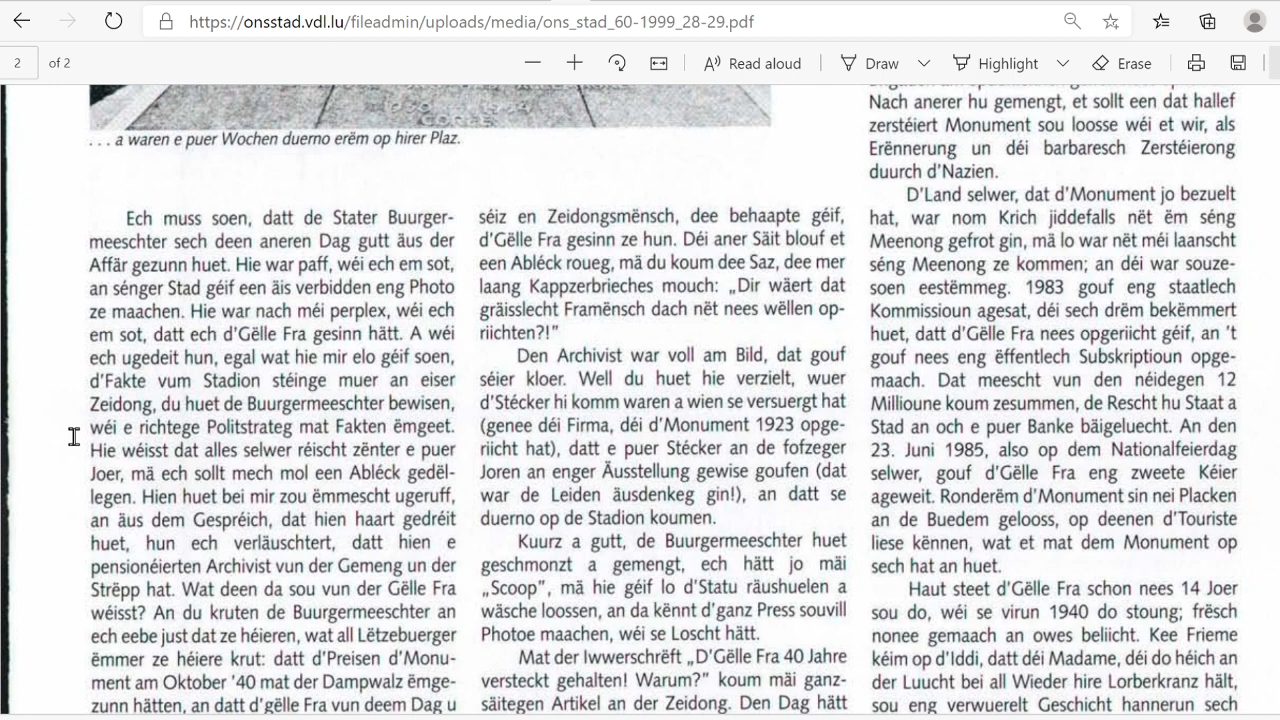 https://onsstad.vdl.lu/fileadmin/uploads/media/ons_stad_60-1999_28-29.pdf
2 of 2 Read aloud Draw Highlight Erase
. . . a waren e puer Wochen duerno erëm op hirer Plaz.
Ech muss soen, datt de Stater Buurger-
meeschter sech deen aneren Dag gutt äus der
Affär gezunn huet. Hie war paff, wéi ech em sot,
an sénger Stad géif een äis verbidden eng Photo
ze maachen. Hie war nach méi perplex, wéi ech
em sot, datt ech d'Gëlle Fra gesinn hätt. A wéi
ech ugedeit hun, egal wat hie mir elo géif soen,
d'Fakte vum Stadion stéinge muer an eiser
Zeidong, du huet de Buurgermeeschter bewisen,
wéi e richtege Politstrateg mat Fakten ëmgeet.
Hie wéisst dat alles selwer réischt zënter e puer
Joer, mä ech sollt mech mol een Abléck gedël-
legen. Hien huet bei mir zou ëmmescht ugeruff,
an äus dem Gespréich, dat hien haart gedréit
huet, hun ech verläuschtert, datt hien e
pensionéierten Archivist vun der Gemeng un der
Strëpp hat. Wat deen da sou vun der Gëlle Fra
wéisst? An du kruten de Buurgermeeschter an
ech eebe just dat ze héieren, wat all Lëtzebuerger
ëmmer ze héiere krut: datt d'Preisen d'Monu-
ment am Oktober '40 mat der Dampwalz ëmge-
zunn hätten, an datt d'gëlle Fra vun deem Dag u
séiz en Zeidongsmënsch, dee behaapte géif,
d'Gëlle Fra gesinn ze hun. Déi aner Säit blouf et
een Abléck roueg, mä du koum dee Saz, dee mer
laang Kappzerbriech​es mouch: „Dir wäert dat
gräisslecht Framënsch dach nët nees wëllen op-
riichten?!"
Den Archivist war voll am Bild, dat gouf
séier kloer. Well du huet hie verzielt, wuer
d'Stécker hi komm waren a wien se versuergt hat
(genee déi Firma, déi d'Monument 1923 opge-
riicht hat), datt e puer Stécker an de fofzeger
Joren an enger Äusstellung gewise goufen (dat
war de Leiden äusdenkeg gin!), an datt se
duerno op de Stadion koumen.
Kuurz a gutt, de Buurgermeeschter huet
geschmonzt a gemengt, ech hätt jo mäi
„Scoop", mä hie géif lo d'Statu räushuelen a
wäsche loossen, an da kënnt d'ganz Press souvill
Photoe maachen, wéi se Loscht hätt.
Mat der Iwwerschrëft „D'Gëlle Fra 40 Jahre
versteckt gehalten! Warum?" koum mäi ganz-
säitegen Artikel an der Zeidong. Den Dag hätt
Nach anerer hu gemengt, et sollt een dat hallef
zerstéiert Monument sou loosse wéi et wir, als
Erënnerung un déi barbaresch Zerstéierong
duurch d'Nazien.
D'Land selwer, dat d'Monument jo bezuelt
hat, war nom Krich jiddefalls nët ëm séng
Meenong gefrot gin, mä lo war nët méi laanscht
séng Meenong ze kommen; an déi war souze-
soen eestëmmeg. 1983 gouf eng staatlech
Kommissioun agesat, déi sech drëm bekëmmert
huet, datt d'Gëlle Fra nees opgeriicht géif, an 't
gouf nees eng ëffentlech Subskriptioun opge-
maach. Dat meescht vun den néidegen 12
Millioune koum zesummen, de Rescht hu Staat a
Stad an och e puer Banke bäigeluecht. An den
23. Juni 1985, also op dem Nationalfeierdag
selwer, gouf d'Gëlle Fra eng zweete Kéier
ageweit. Ronderëm d'Monument sin nei Placken
an de Buedem gelooss, op deenen d'Touriste
liese kënnen, wat et mat dem Monument op
sech hat an huet.
Haut steet d'Gëlle Fra schon nees 14 Joer
sou do, wéi se virun 1940 do stoung; frësch
nonee gemaach an owes beliicht. Kee Frieme
kéim op d'Iddi, datt déi Madame, déi do héich an
der Luucht bei all Wieder hire Lorberkranz hält,
sou eng verwuerelt Geschicht hannerun sech